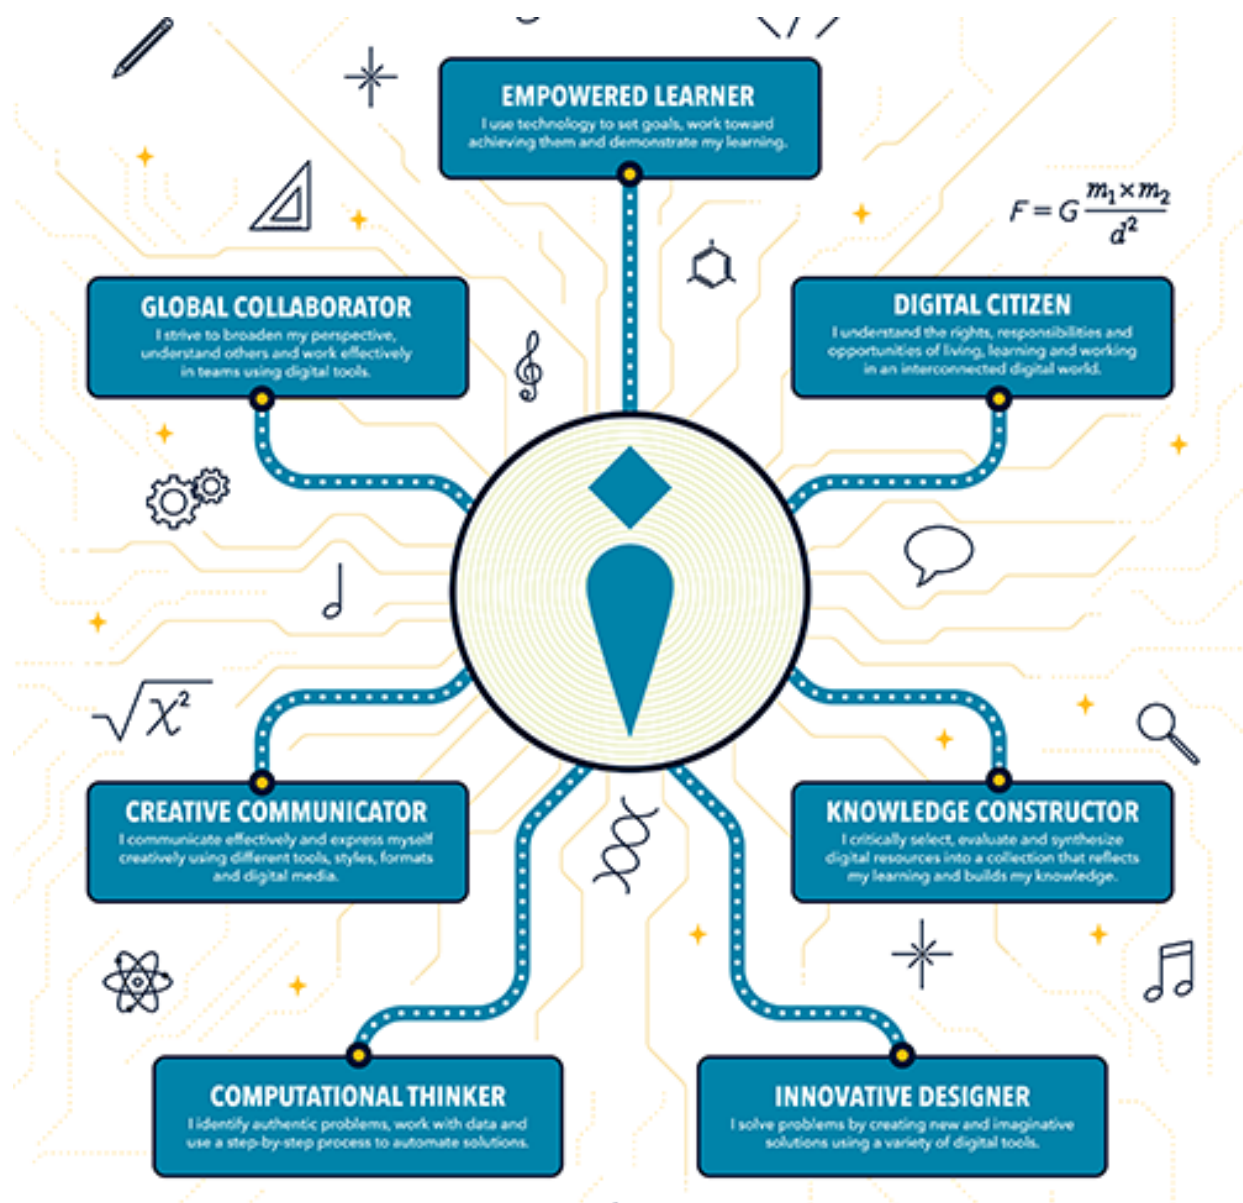 EMPOWERED LEARNER
I use technology to set goals, work toward
achieving them and demonstrate my learning.
F = G m₁ × m₂ / d²
GLOBAL COLLABORATOR
I strive to broaden my perspective,
understand others and work effectively
in teams using digital tools.
DIGITAL CITIZEN
I understand the rights, responsibilities and
opportunities of living, learning and working
in an interconnected digital world.
√χ²
CREATIVE COMMUNICATOR
I communicate effectively and express myself
creatively using different tools, styles, formats
and digital media.
KNOWLEDGE CONSTRUCTOR
I critically select, evaluate and synthesize
digital resources into a collection that reflects
my learning and builds my knowledge.
COMPUTATIONAL THINKER
I identify authentic problems, work with data and
use a step-by-step process to automate solutions.
INNOVATIVE DESIGNER
I solve problems by creating new and imaginative
solutions using a variety of digital tools.